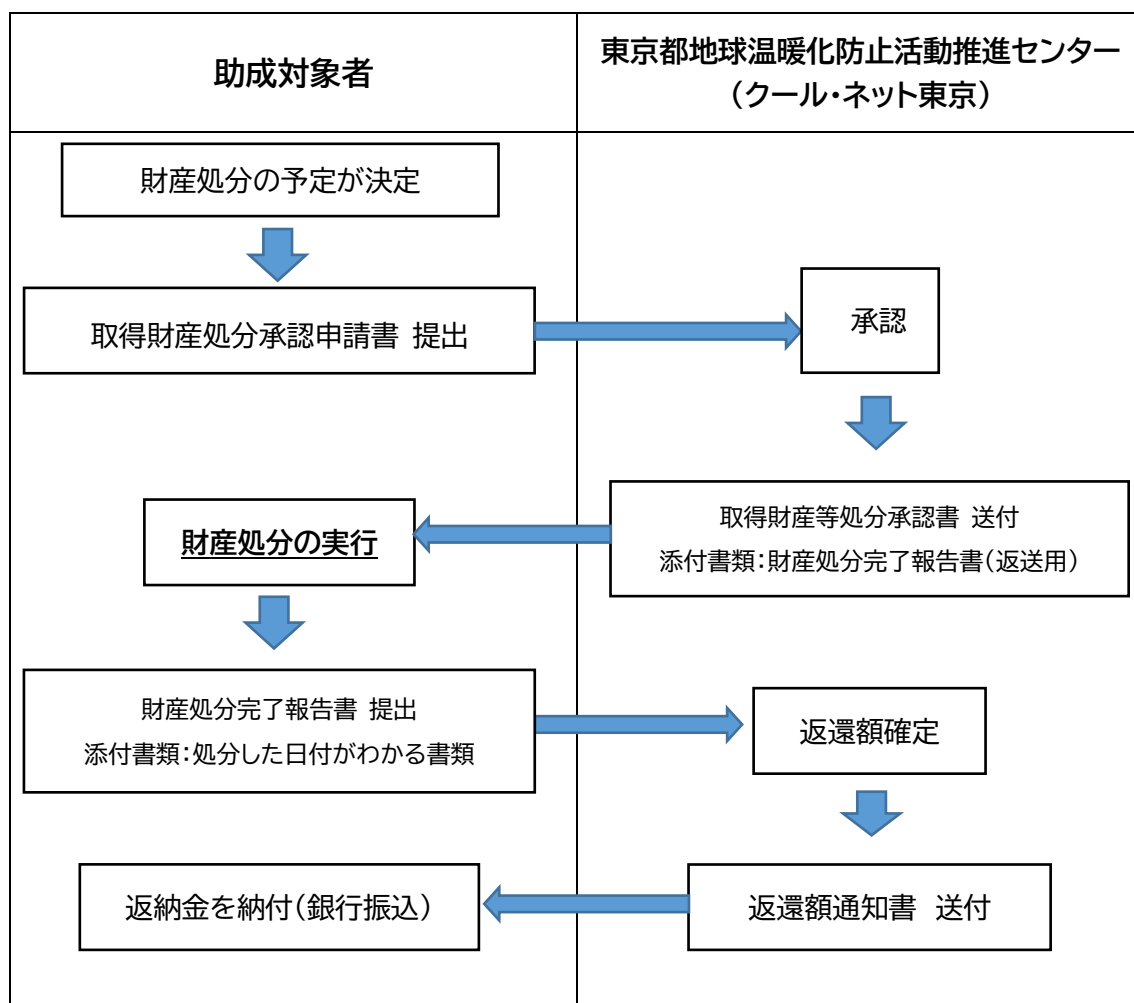 助成対象者
東京都地球温暖化防止活動推進センター
（クール・ネット東京）
財産処分の予定が決定
取得財産処分承認申請書 提出
承認
取得財産等処分承認書 送付
添付書類：財産処分完了報告書（返送用）
財産処分の実行
財産処分完了報告書 提出
添付書類：処分した日付がわかる書類
返還額確定
返還額通知書 送付
返納金を納付（銀行振込）